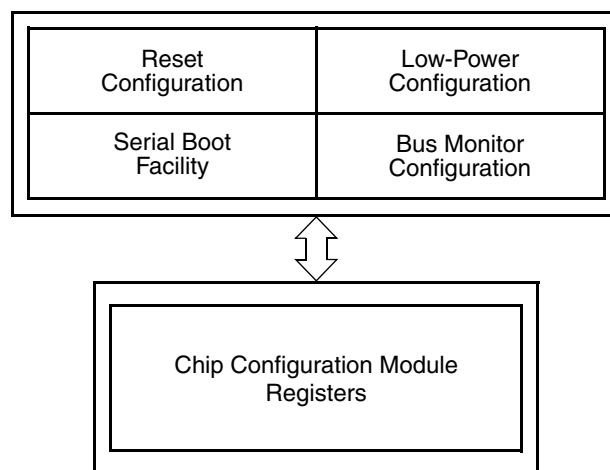 Reset
Configuration
Low-Power
Configuration
Serial Boot
Facility
Bus Monitor
Configuration
Chip Configuration Module
Registers